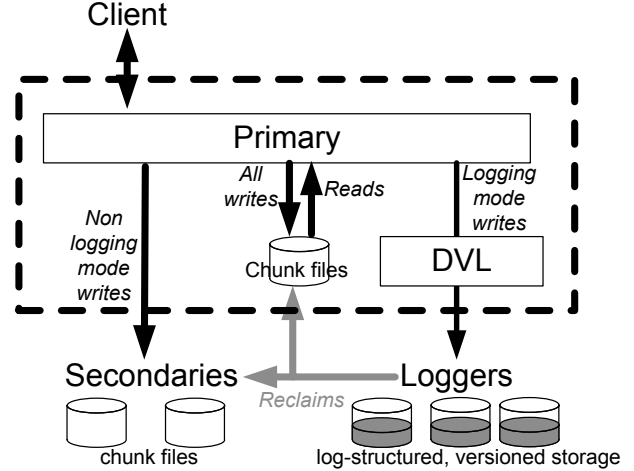 Client
Primary
All
writes
Reads
Logging
mode
writes
Non
logging
mode
writes
Chunk files
DVL
Secondaries
Loggers
Reclaims
chunk files
log-structured, versioned storage